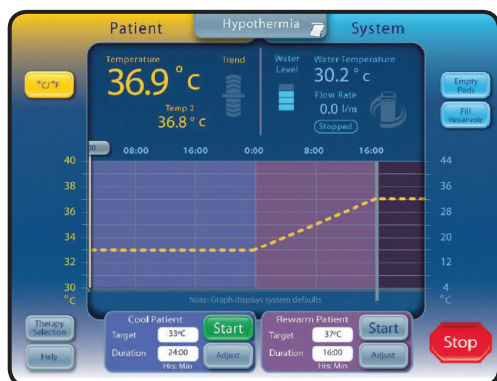 Patient
Hypothermia
System
°C/°F
Temperature
36.9 °c
Trend
Temp 2
36.8 °c
Water
Level
Water Temperature
30.2 °c
Flow Rate
0.0 l/m
Stopped
Empty
Pads
Fill
Reservoir
08:00 16:00 0:00 8:00 16:00
40 44
38 36
36 28
34 20
32 12
30 4
°C °C
Note: Graph displays system defaults
Therapy
Selection
Help
Cool Patient
Target 33°C
Start
Duration 24:00
Hrs: Min
Adjust
Rewarm Patient
Target 37°C
Start
Duration 16:00
Hrs: Min
Adjust
Stop